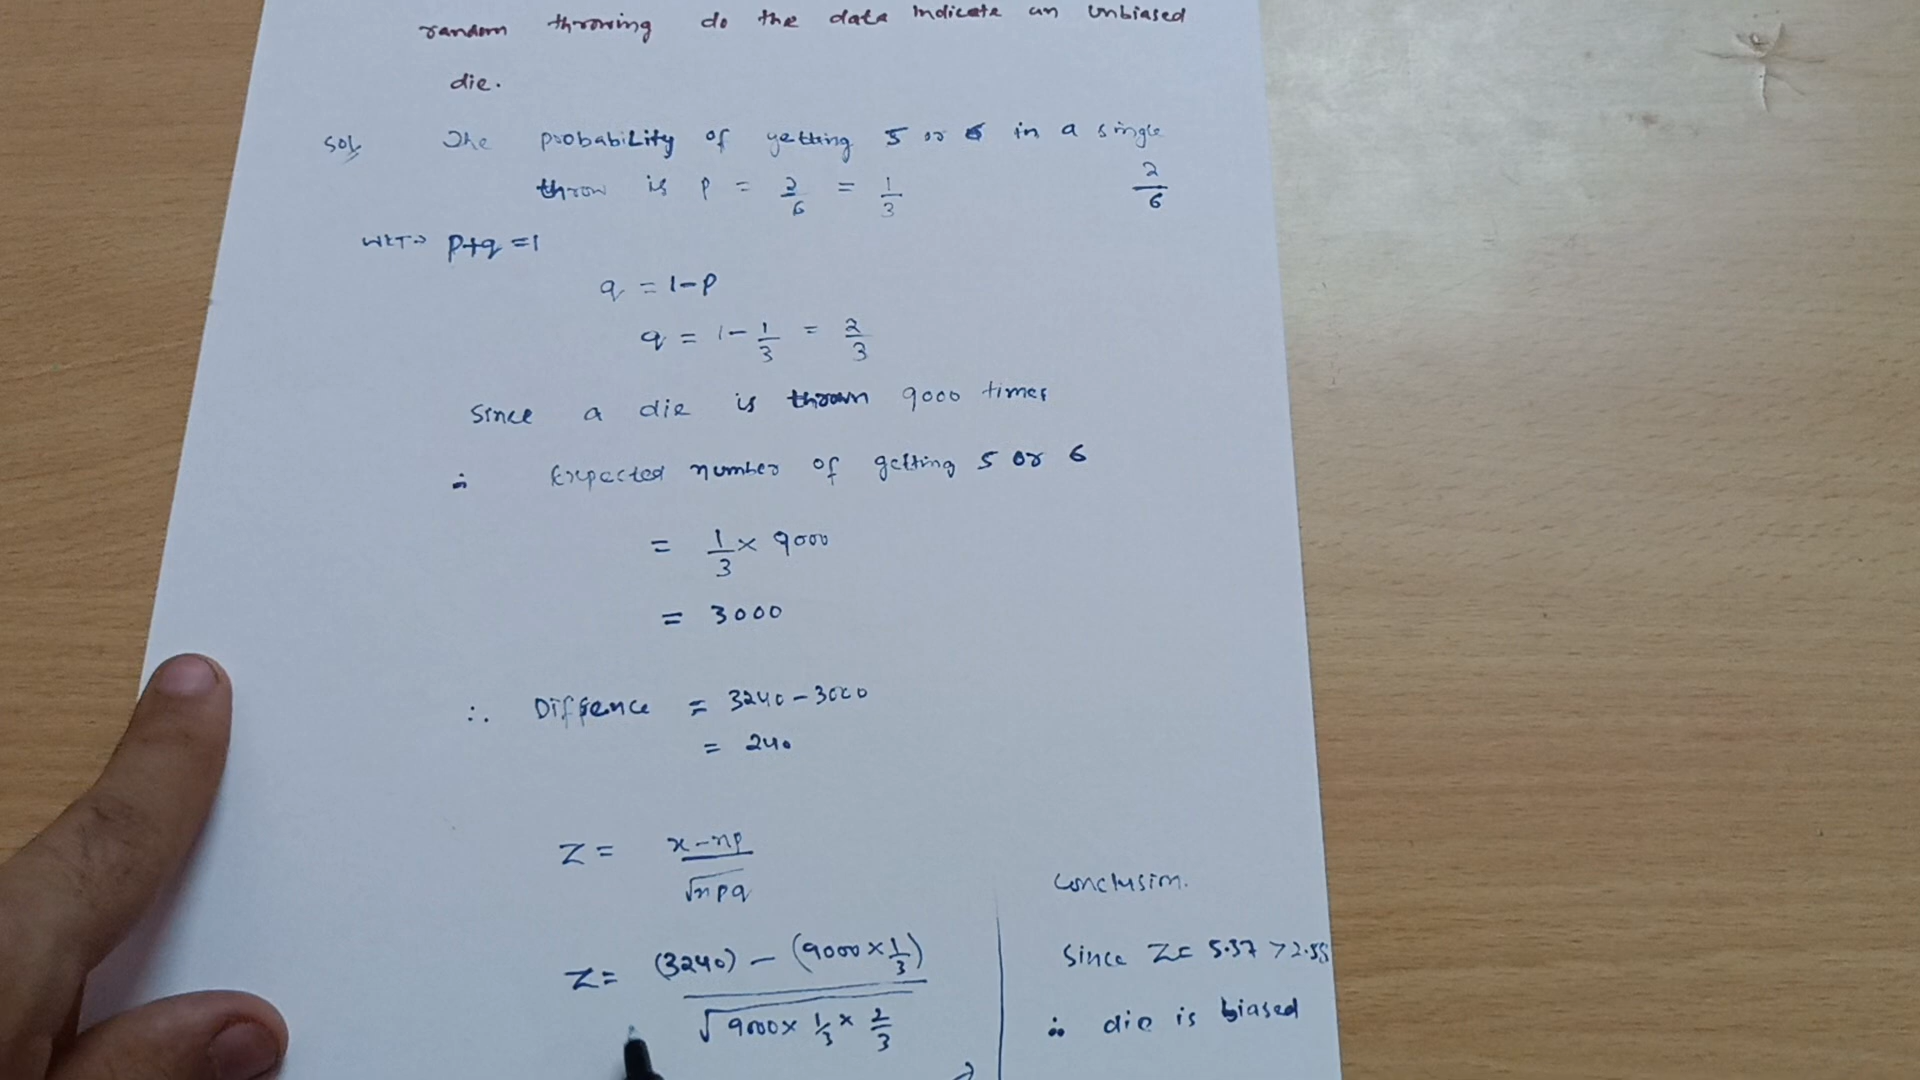 random throwing do the data indicate an unbiased
die.
Sol The probability of getting 5 or 6 in a single
throw is P = 2/6 = 1/3
2/6
WKT→ P+q=1
q = 1-P
q = 1-1/3 = 2/3
Since a die is thrown 9000 times
∴ Expected number of getting 5 or 6
= 1/3 × 9000
= 3000
∴ Diffence = 3240-3000
= 240
Z = x-np/√npq
Z = (3240) - (9000×1/3)/√9000×1/3×2/3
Conclusion.
Since Z= 5.37 >2.58
∴ die is biased